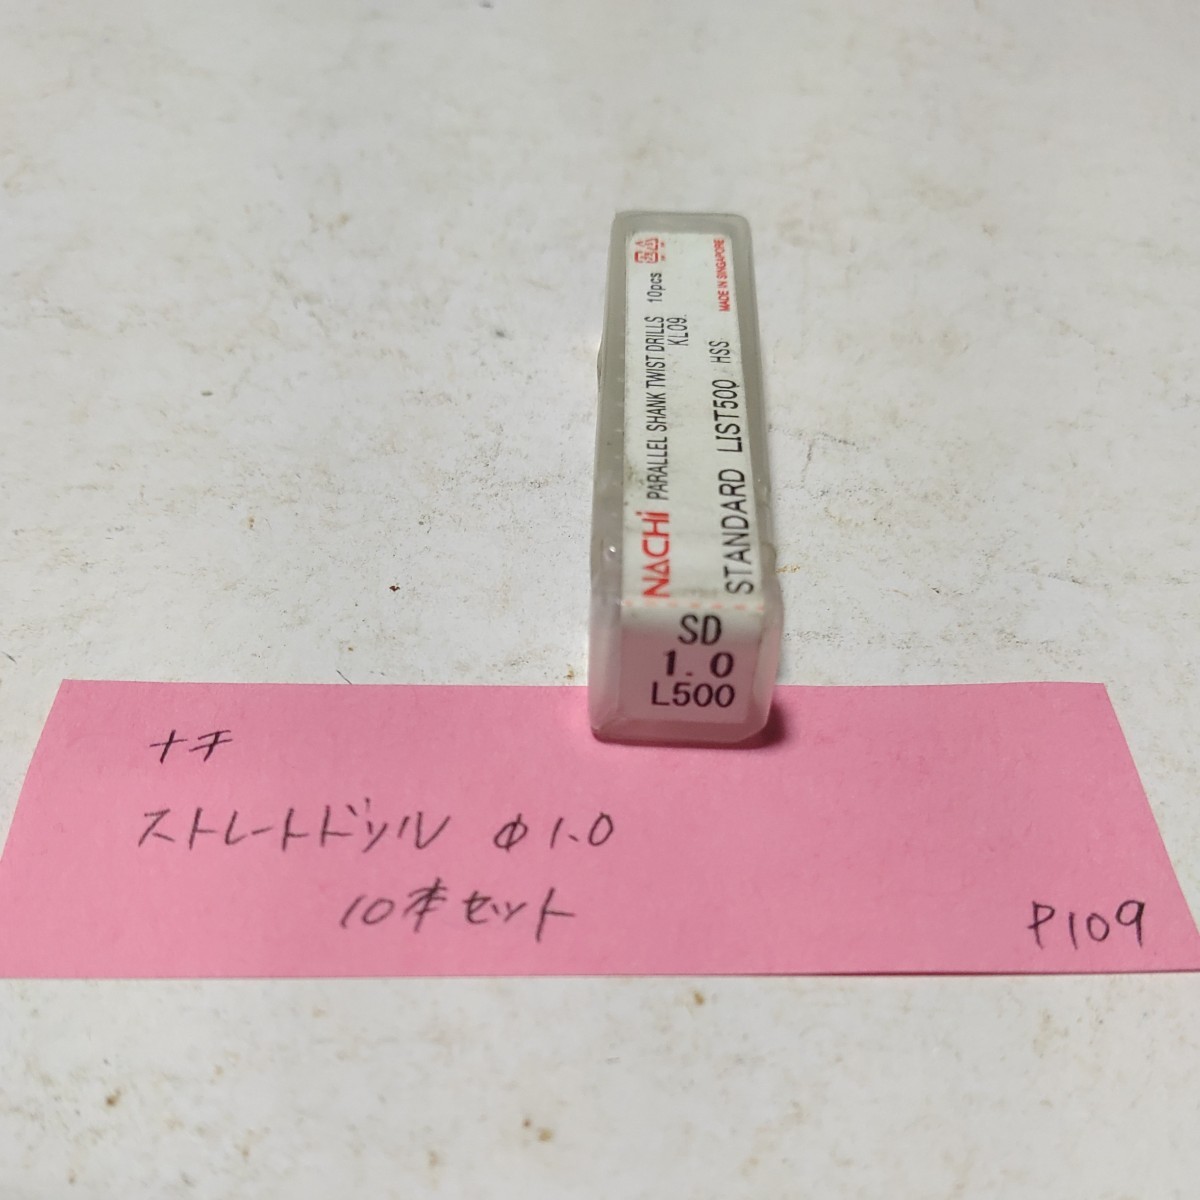 NACHi PARALLEL SHANK TWIST DRILLS 10pcs
KL09.
STANDARD LIST500 HSS
MADE IN SINGAPORE
SD
1.0
L500
ナチ
ストレートドリル φ1.0
10本セット
P109